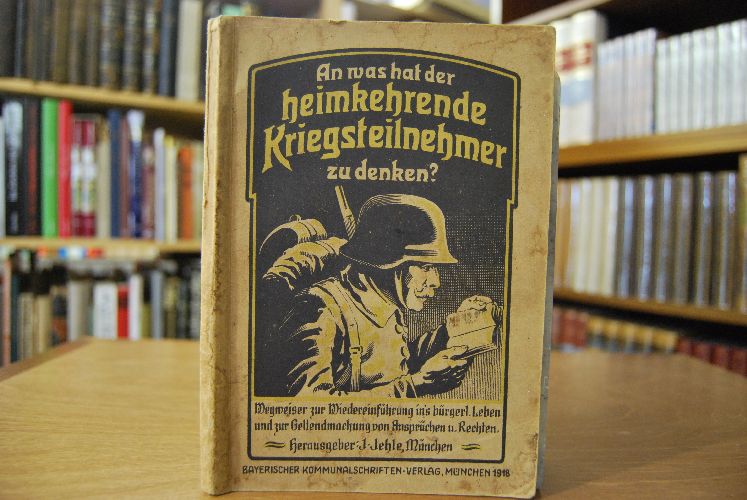 An was hat der
heimkehrende
Kriegsteilnehmer
zu denken?
Wegweiser zur Wiedereinführung in's bürgerl. Leben
und zur Geltendmachung von Ansprüchen u. Rechten.
Herausgeber: J. Jehle, München
BAYERISCHER KOMMUNALSCHRIFTEN-VERLAG, MÜNCHEN 1918